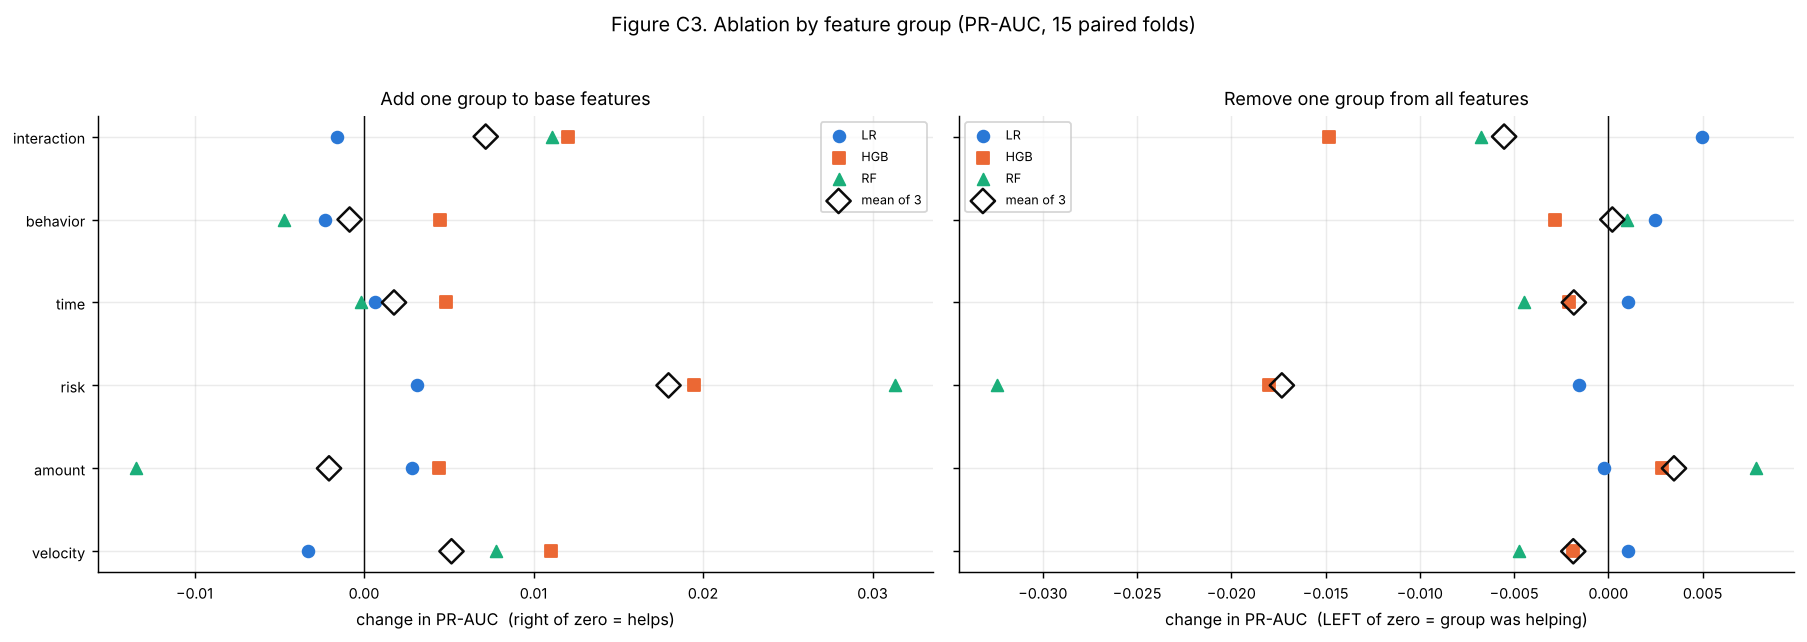 Figure C3. Ablation by feature group (PR-AUC, 15 paired folds)
Add one group to base features
interaction
behavior
time
risk
amount
velocity
LR
HGB
RF
mean of 3
−0.01
0.00
0.01
0.02
0.03
change in PR-AUC  (right of zero = helps)
Remove one group from all features
LR
HGB
RF
mean of 3
−0.030
−0.025
−0.020
−0.015
−0.010
−0.005
0.000
0.005
change in PR-AUC  (LEFT of zero = group was helping)